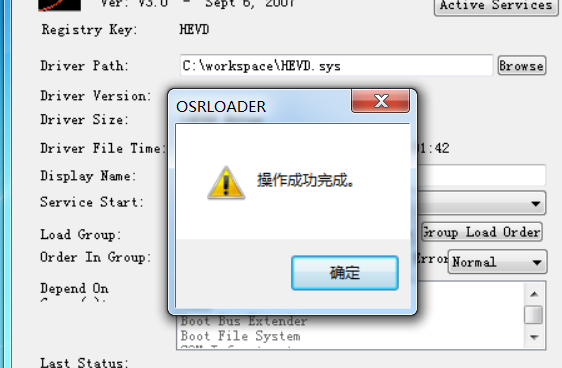 Ver: V3.0 - Sept 6, 2007
Active Services
Registry Key: HEVD
Driver Path: C:\workspace\HEVD.sys Browse
Driver Version:
OSRLOADER
Driver Size:
Driver File Time: 1:42
操作成功完成。
Display Name:
Service Start:
Load Group: Group Load Order
Order In Group: Error Normal
确定
Depend On
Boot Bus Extender
Boot File System
Last Status: